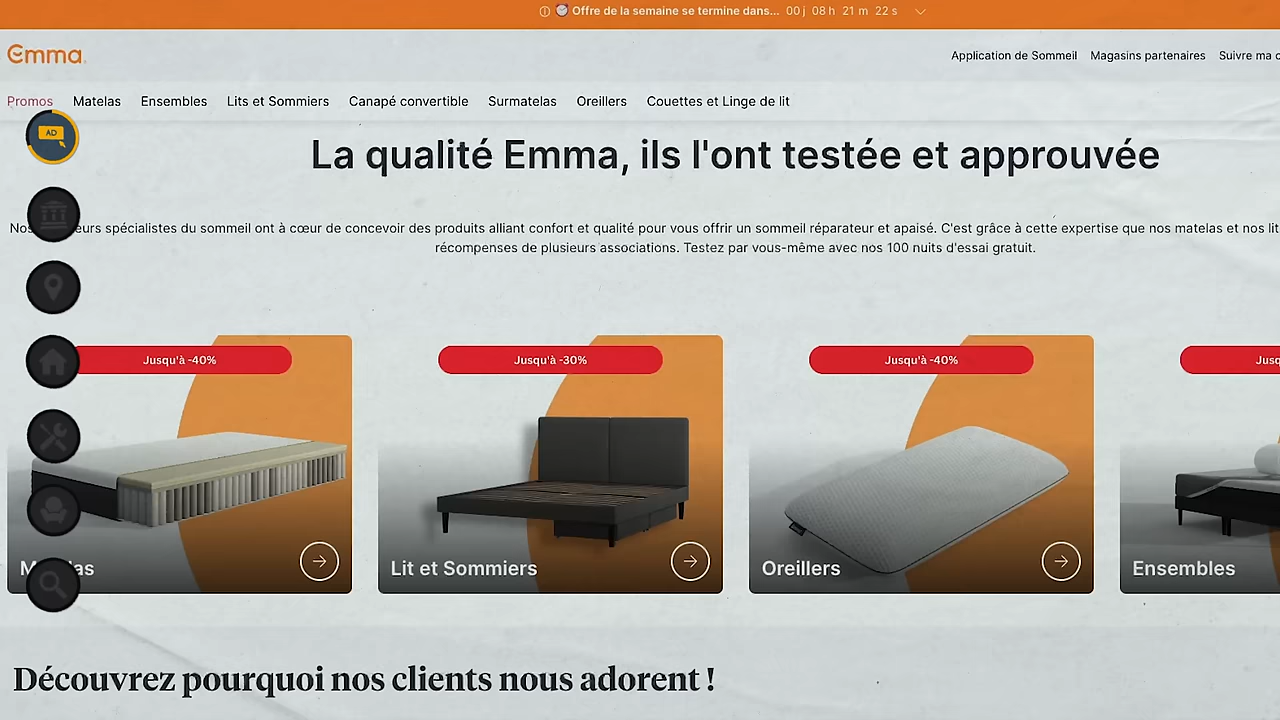 Offre de la semaine se termine dans... 00 j 08 h 21 m 22 s
Emma
Application de Sommeil Magasins partenaires Suivre ma
Promos Matelas Ensembles Lits et Sommiers Canapé convertible Surmatelas Oreillers Couettes et Linge de lit
AD
La qualité Emma, ils l'ont testée et approuvée
spécialistes du sommeil ont à cœur de concevoir des produits alliant confort et qualité pour vous offrir un sommeil réparateur et apaisé. C'est grâce à cette expertise que nos matelas et nos
récompenses de plusieurs associations. Testez par vous-même avec nos 100 nuits d'essai gratuit.
Jusqu'à -40% Jusqu'à -30% Jusqu'à -40%
Lit et Sommiers Oreillers Ensembles
Découvrez pourquoi nos clients nous adorent !